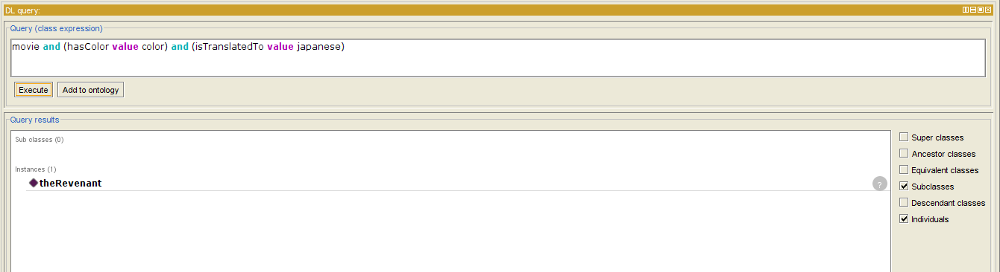 DL query:
Query (class expression)
movie and (hasColor value color) and (isTranslatedTo value japanese)
Execute Add to ontology
Query results
Sub classes (0)
Instances (1)
theRevenant
?
Super classes
Ancestor classes
Equivalent classes
Subclasses
Descendant classes
Individuals